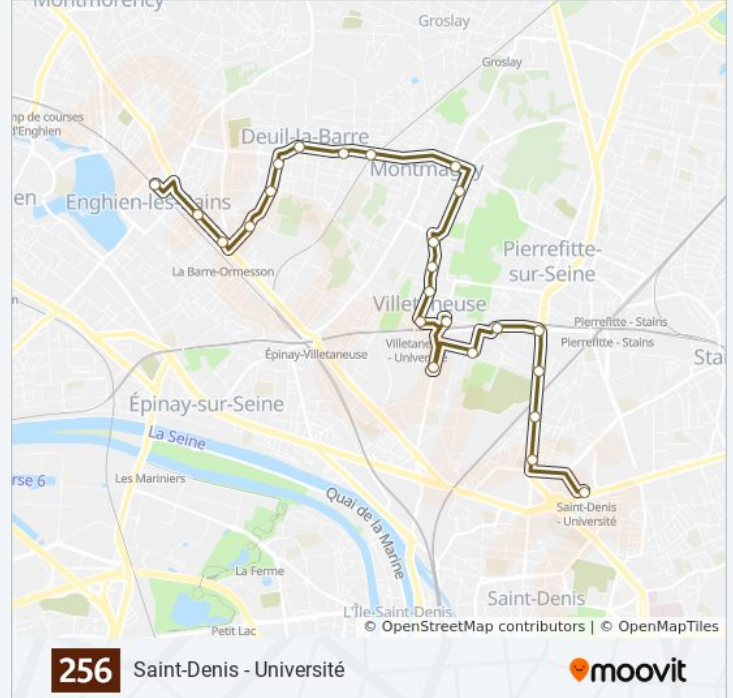 Montmorency
Groslay
Groslay
mp de courses
d'Enghien
Deuil-la-Barre
Montmagny
en
Enghien-les-Bains
Pierrefitte-
sur-Seine
La Barre-Ormesson
n
Villetaneuse
Pierrefitte - Stains
Villetaneuse
- Université
Pierrefitte - Stains
Épinay-Villetaneuse
Sta
Épinay-sur-Seine
La Seine
rse 6
Les Mariniers
Quai de la Marine
Saint-Denis
- Université
La Ferme
Saint-Denis
L'Île-Saint-Denis
Petit Lac
© OpenStreetMap contributors | © OpenMapTiles
256 Saint-Denis - Université
moovit